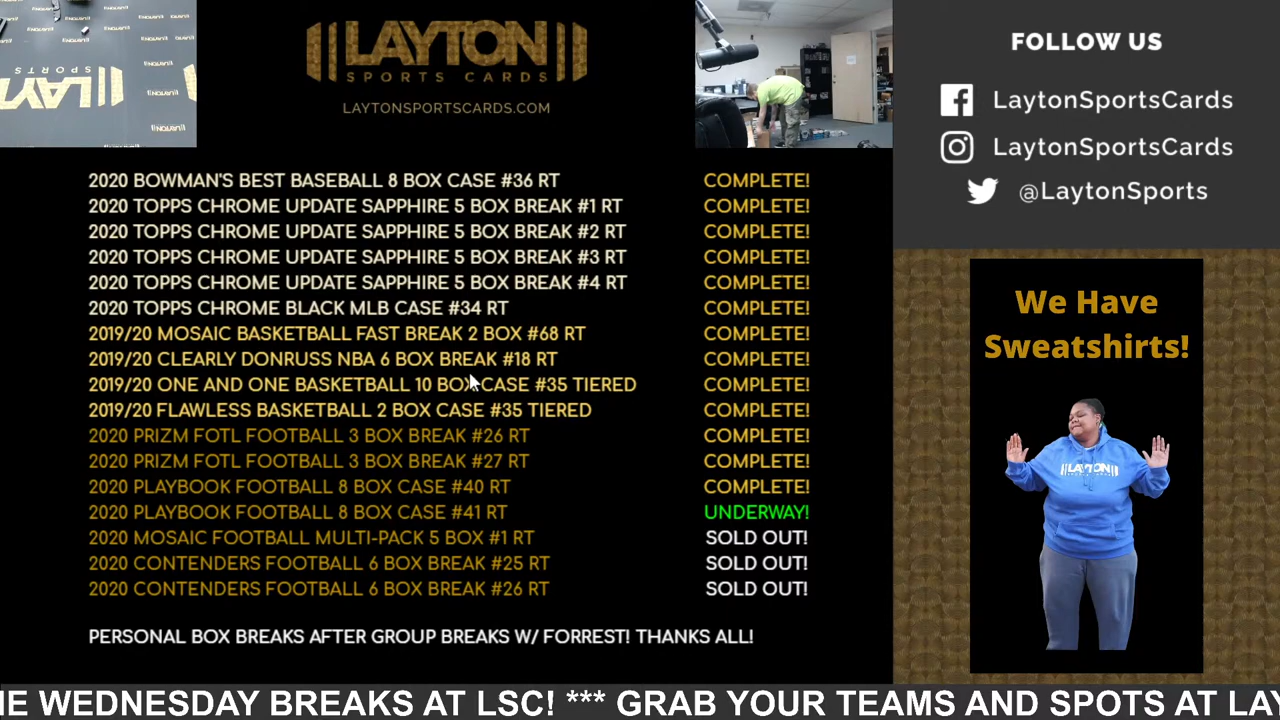 LAYTON
SPORTS CARDS
LAYTONSPORTSCARDS.COM
FOLLOW US
LaytonSportsCards
LaytonSportsCards
@LaytonSports
2020 BOWMAN'S BEST BASEBALL 8 BOX CASE #36 RT COMPLETE!
2020 TOPPS CHROME UPDATE SAPPHIRE 5 BOX BREAK #1 RT COMPLETE!
2020 TOPPS CHROME UPDATE SAPPHIRE 5 BOX BREAK #2 RT COMPLETE!
2020 TOPPS CHROME UPDATE SAPPHIRE 5 BOX BREAK #3 RT COMPLETE!
2020 TOPPS CHROME UPDATE SAPPHIRE 5 BOX BREAK #4 RT COMPLETE!
2020 TOPPS CHROME BLACK MLB CASE #34 RT COMPLETE!
2019/20 MOSAIC BASKETBALL FAST BREAK 2 BOX #68 RT COMPLETE!
2019/20 CLEARLY DONRUSS NBA 6 BOX BREAK #18 RT COMPLETE!
2019/20 ONE AND ONE BASKETBALL 10 BOX CASE #35 TIERED COMPLETE!
2019/20 FLAWLESS BASKETBALL 2 BOX CASE #35 TIERED COMPLETE!
2020 PRIZM FOTL FOOTBALL 3 BOX BREAK #26 RT COMPLETE!
2020 PRIZM FOTL FOOTBALL 3 BOX BREAK #27 RT COMPLETE!
2020 PLAYBOOK FOOTBALL 8 BOX CASE #40 RT COMPLETE!
2020 PLAYBOOK FOOTBALL 8 BOX CASE #41 RT UNDERWAY!
2020 MOSAIC FOOTBALL MULTI-PACK 5 BOX #1 RT SOLD OUT!
2020 CONTENDERS FOOTBALL 6 BOX BREAK #25 RT SOLD OUT!
2020 CONTENDERS FOOTBALL 6 BOX BREAK #26 RT SOLD OUT!
PERSONAL BOX BREAKS AFTER GROUP BREAKS W/ FORREST! THANKS ALL!
We Have
Sweatshirts!
LAYTON
HE WEDNESDAY BREAKS AT LSC! *** GRAB YOUR TEAMS AND SPOTS AT LAY
LAYTON
SPORTS